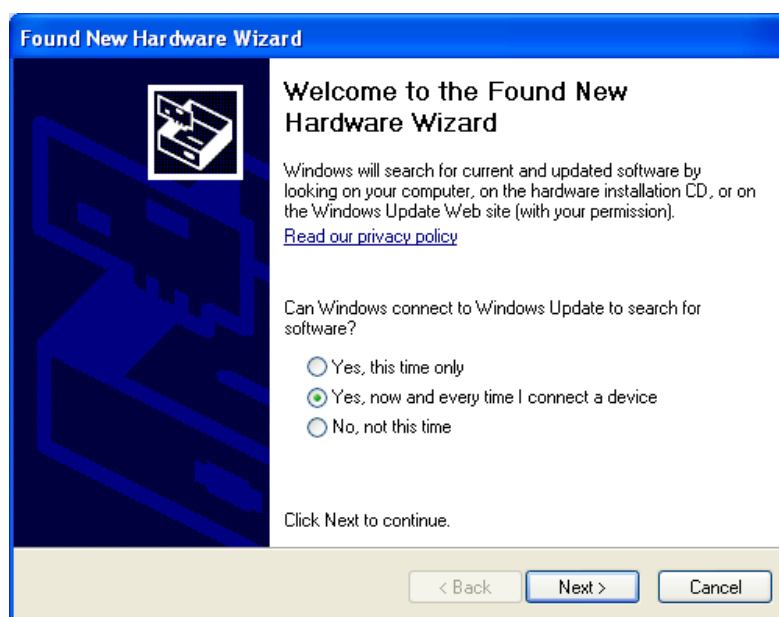 Found New Hardware Wizard
Welcome to the Found New
Hardware Wizard
Windows will search for current and updated software by
looking on your computer, on the hardware installation CD, or on
the Windows Update Web site (with your permission).
Read our privacy policy
Can Windows connect to Windows Update to search for
software?
Yes, this time only
Yes, now and every time I connect a device
No, not this time
Click Next to continue.
< Back Next > Cancel